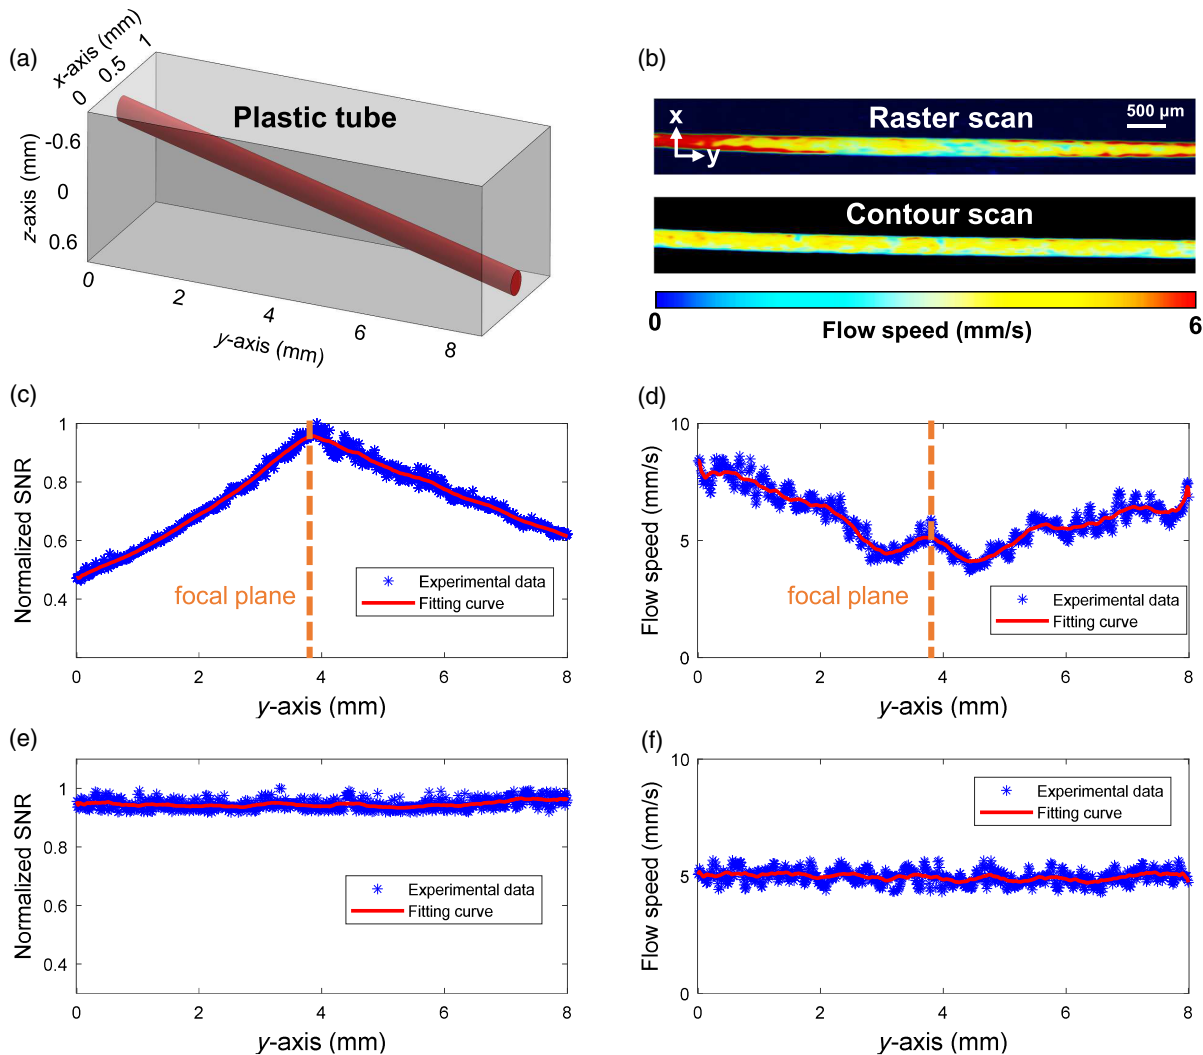 (a)
x-axis (mm)
0
0.5
1
Plastic tube
z-axis (mm)
-0.6
0
0.6
0
2
4
6
8
y-axis (mm)
(b)
Raster scan
500 µm
x
y
Contour scan
0
6
Flow speed (mm/s)
(c)
Normalized SNR
1
0.8
0.6
0.4
focal plane
Experimental data
Fitting curve
0
2
4
6
8
y-axis (mm)
(d)
Flow speed (mm/s)
10
5
0
focal plane
Experimental data
Fitting curve
0
2
4
6
8
y-axis (mm)
(e)
Normalized SNR
1
0.8
0.6
0.4
Experimental data
Fitting curve
0
2
4
6
8
y-axis (mm)
(f)
Flow speed (mm/s)
10
5
0
Experimental data
Fitting curve
0
2
4
6
8
y-axis (mm)